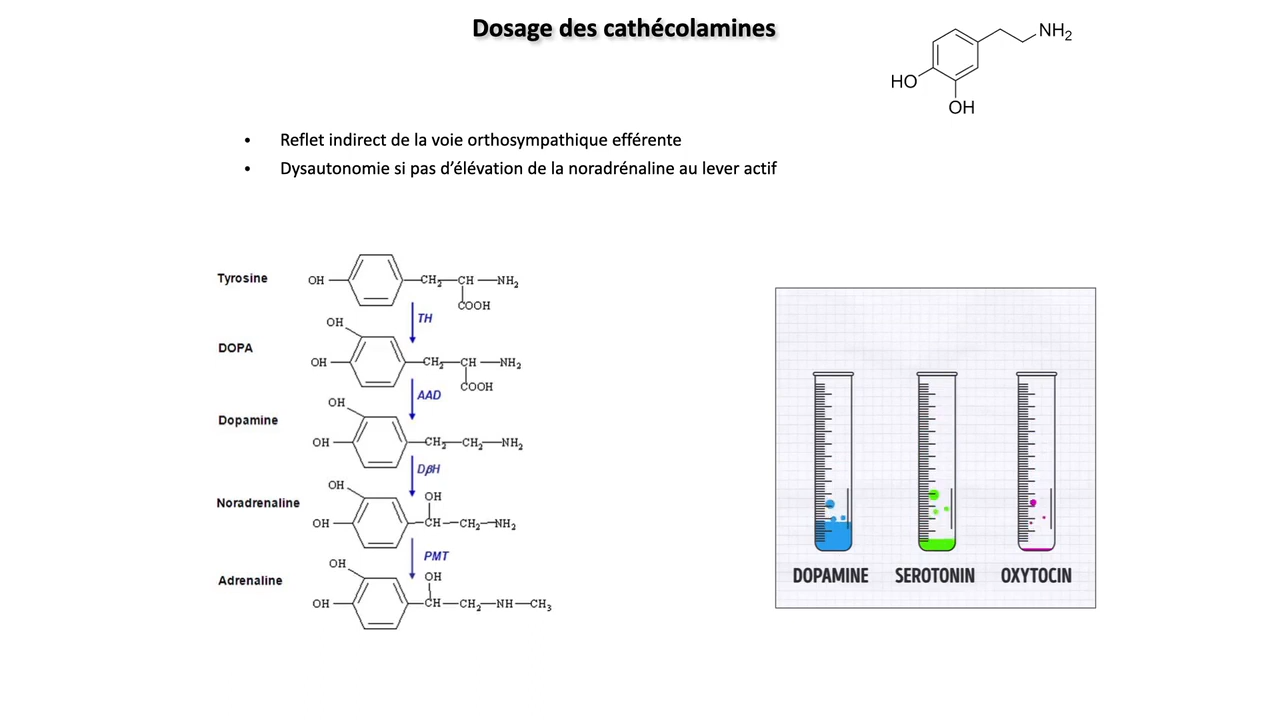 Dosage des cathécolamines
NH2
HO
OH
• Reflet indirect de la voie orthosympathique efférente
• Dysautonomie si pas d’élévation de la noradrénaline au lever actif
Tyrosine
OH CH2 CH NH2
COOH
TH
OH
DOPA
OH CH2 CH NH2
COOH
AAD
OH
Dopamine
OH CH2 CH2 NH2
DβH
OH
OH
Noradrenaline
OH CH CH2 NH2
PMT
OH
OH
Adrenaline
OH CH CH2 NH CH3
DOPAMINE SEROTONIN OXYTOCIN